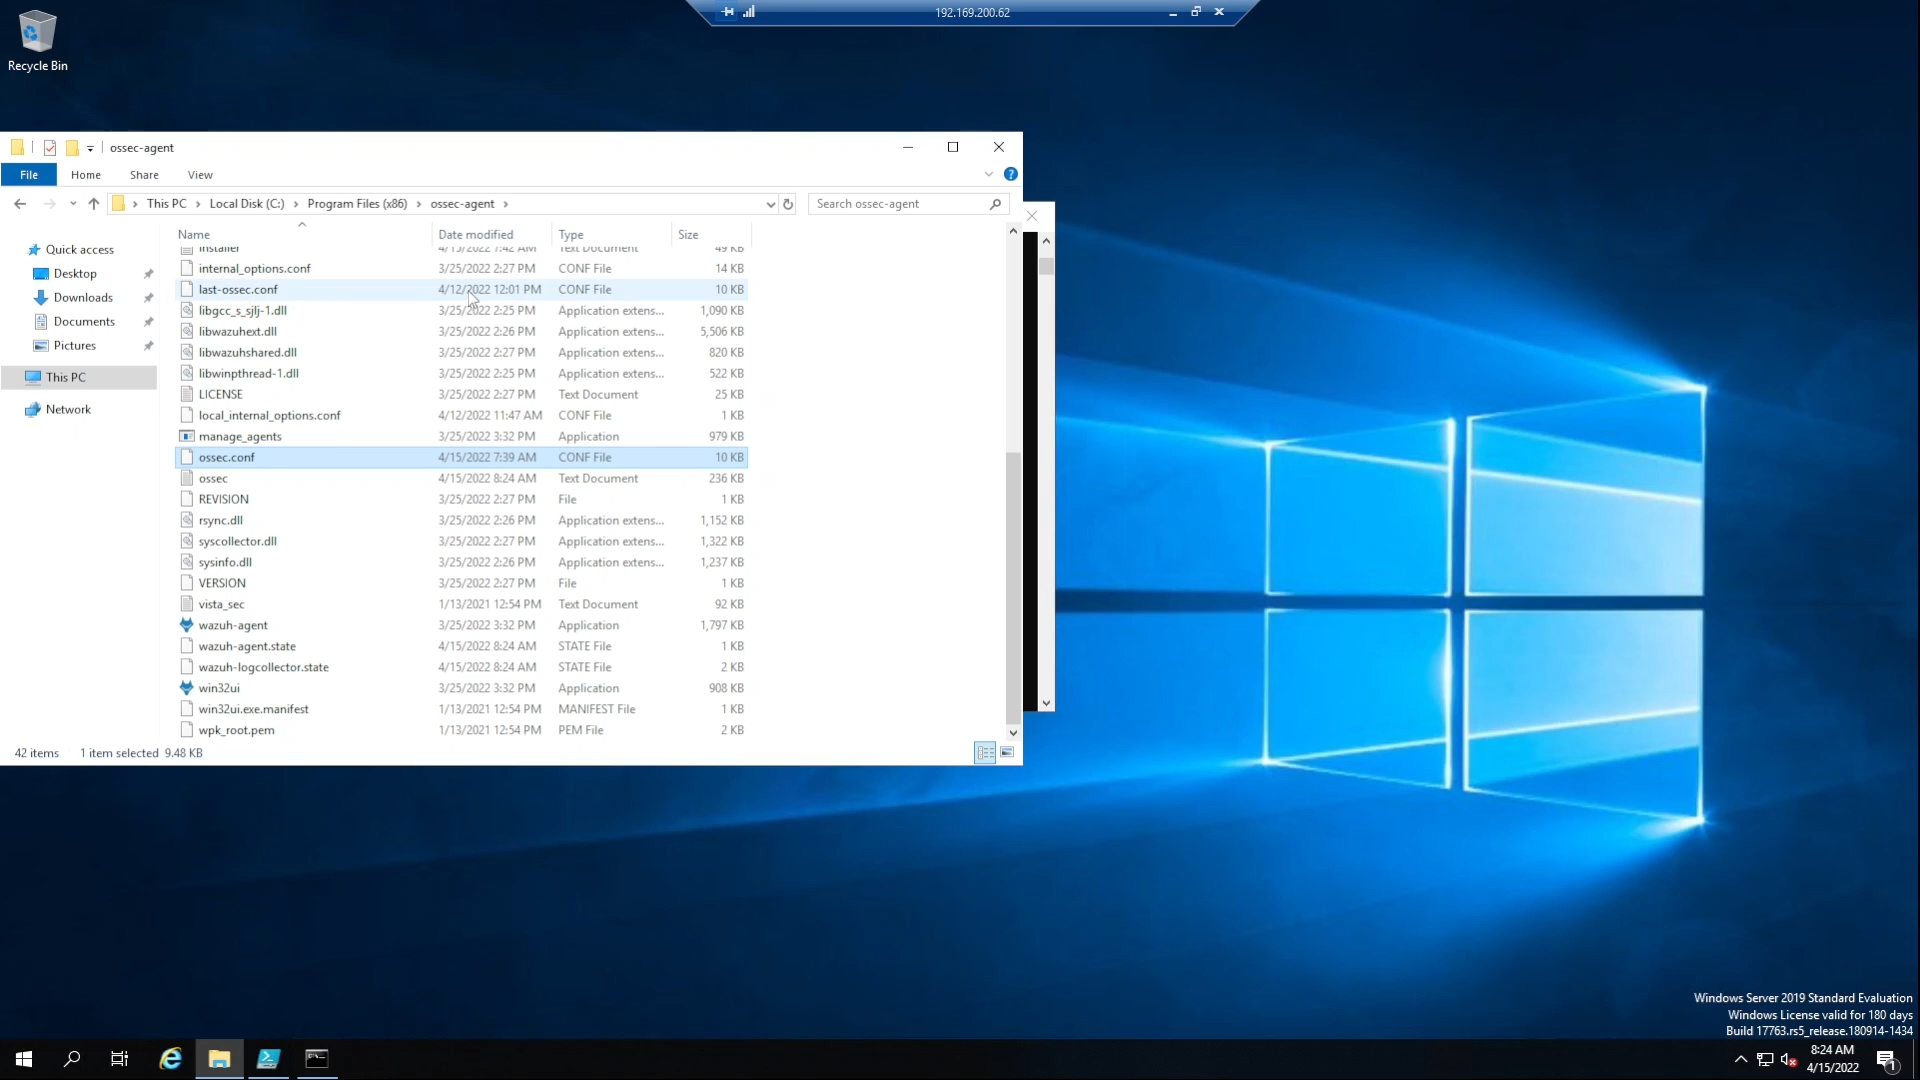 192.169.200.62
Recycle Bin
ossec-agent
File Home Share View
This PC Local Disk (C:) Program Files (x86) ossec-agent
Search ossec-agent
Name Date modified Type Size
Quick access
Desktop
Downloads
Documents
Pictures
This PC
Network
installer 4/15/2022 7:42 AM Text Document 49 KB
internal_options.conf 3/25/2022 2:27 PM CONF File 14 KB
last-ossec.conf 4/12/2022 12:01 PM CONF File 10 KB
libgcc_s_sjlj-1.dll 3/25/2022 2:25 PM Application extens... 1,090 KB
libwazuhext.dll 3/25/2022 2:26 PM Application extens... 5,506 KB
libwazuhshared.dll 3/25/2022 2:27 PM Application extens... 820 KB
libwinpthread-1.dll 3/25/2022 2:25 PM Application extens... 522 KB
LICENSE 3/25/2022 2:27 PM Text Document 25 KB
local_internal_options.conf 4/12/2022 11:47 AM CONF File 1 KB
manage_agents 3/25/2022 3:32 PM Application 979 KB
ossec.conf 4/15/2022 7:39 AM CONF File 10 KB
ossec 4/15/2022 8:24 AM Text Document 236 KB
REVISION 3/25/2022 2:27 PM File 1 KB
rsync.dll 3/25/2022 2:26 PM Application extens... 1,152 KB
syscollector.dll 3/25/2022 2:27 PM Application extens... 1,322 KB
sysinfo.dll 3/25/2022 2:26 PM Application extens... 1,237 KB
VERSION 3/25/2022 2:27 PM File 1 KB
vista_sec 1/13/2021 12:54 PM Text Document 92 KB
wazuh-agent 3/25/2022 3:32 PM Application 1,797 KB
wazuh-agent.state 4/15/2022 8:24 AM STATE File 1 KB
wazuh-logcollector.state 4/15/2022 8:24 AM STATE File 2 KB
win32ui 3/25/2022 3:32 PM Application 908 KB
win32ui.exe.manifest 1/13/2021 12:54 PM MANIFEST File 1 KB
wpk_root.pem 1/13/2021 12:54 PM PEM File 2 KB
42 items 1 item selected 9.48 KB
Windows Server 2019 Standard Evaluation
Windows License valid for 180 days
Build 17763.rs5_release.180914-1434
8:24 AM
4/15/2022
1